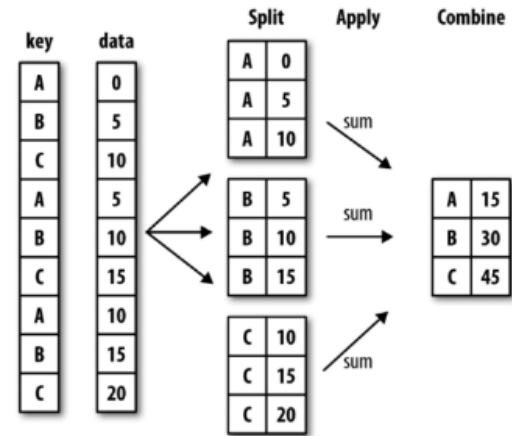 key data Split Apply Combine
A 0
B 5
C 10
A 5
B 10
C 15
A 10
B 15
C 20
A 0
A 5
A 10
B 5
B 10
B 15
C 10
C 15
C 20
sum
sum
sum
A 15
B 30
C 45